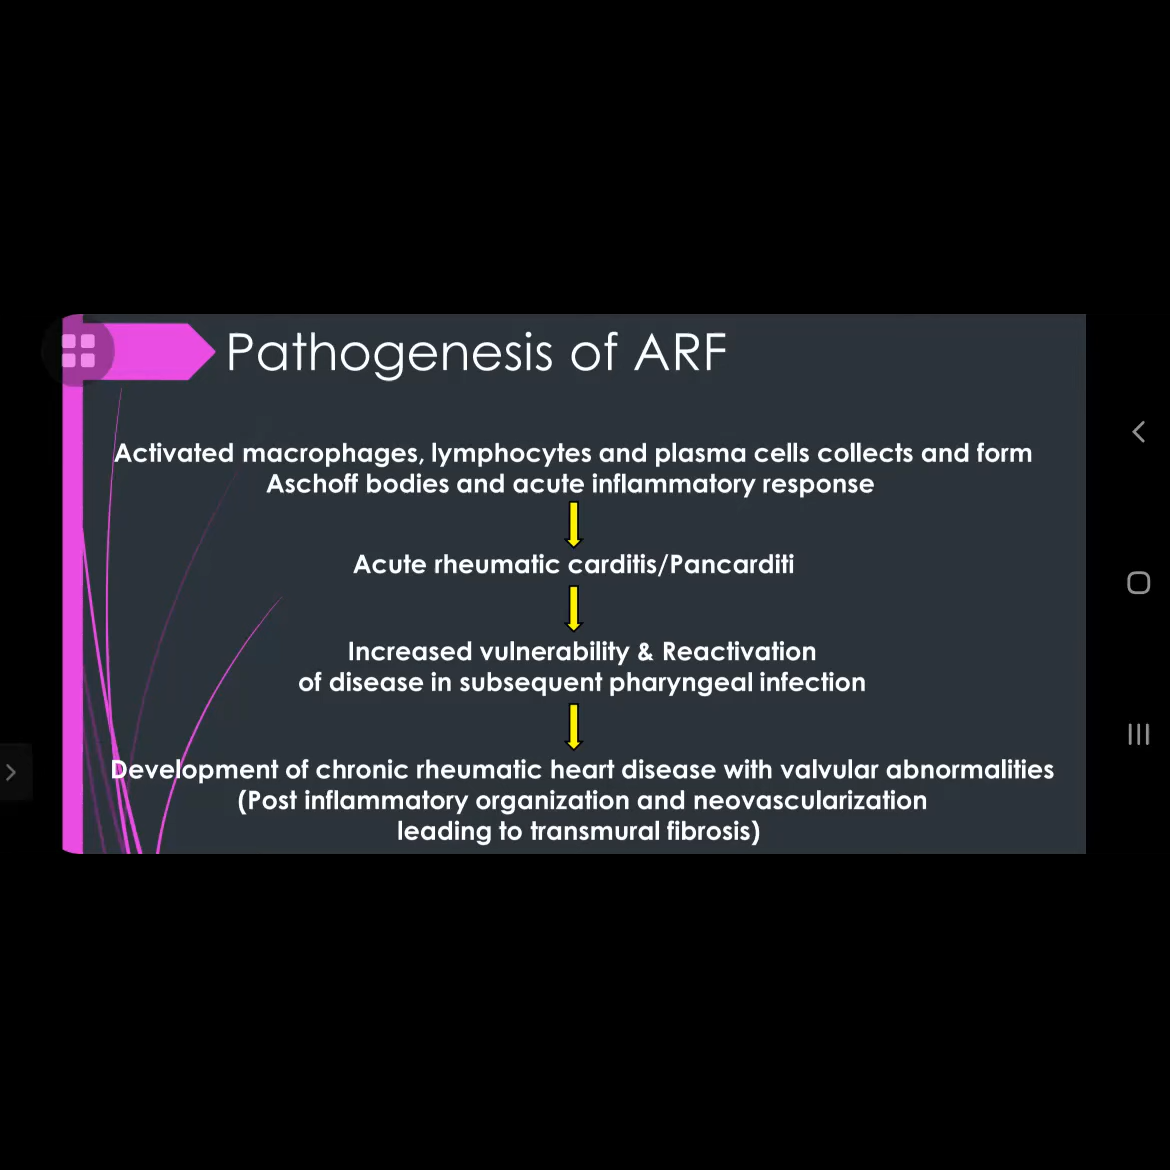 Pathogenesis of ARF
Activated macrophages, lymphocytes and plasma cells collects and form
Aschoff bodies and acute inflammatory response
Acute rheumatic carditis/Pancarditi
Increased vulnerability & Reactivation
of disease in subsequent pharyngeal infection
Development of chronic rheumatic heart disease with valvular abnormalities
(Post inflammatory organization and neovascularization
leading to transmural fibrosis)